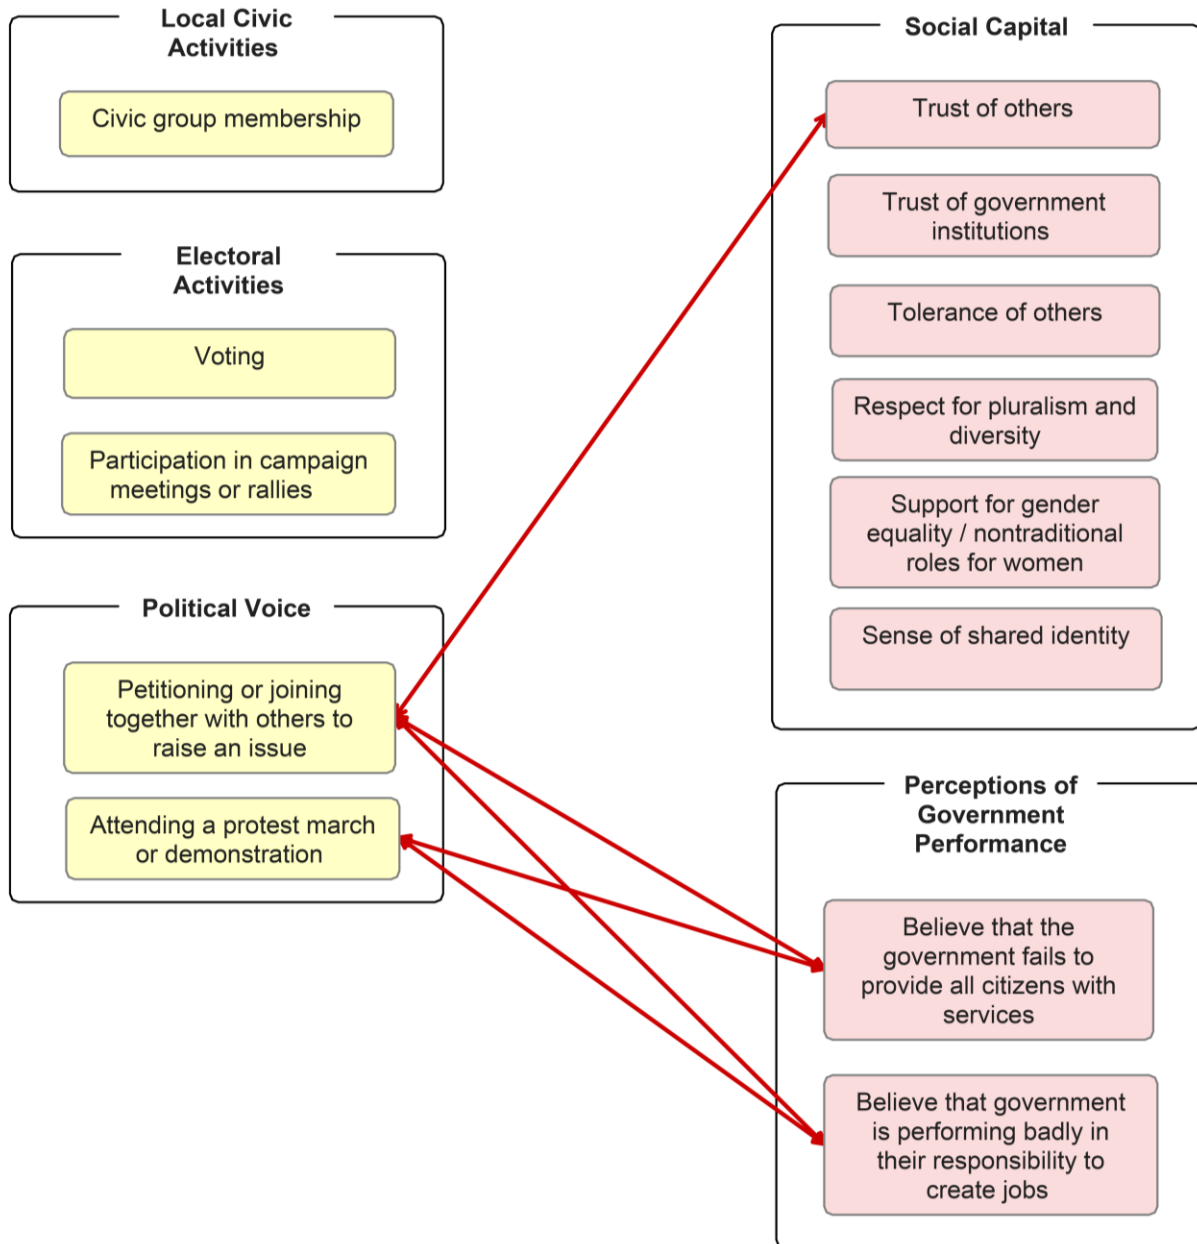 Local Civic
Activities
Civic group membership
Electoral
Activities
Voting
Participation in campaign
meetings or rallies
Political Voice
Petitioning or joining
together with others to
raise an issue
Attending a protest march
or demonstration
Social Capital
Trust of others
Trust of government
institutions
Tolerance of others
Respect for pluralism and
diversity
Support for gender
equality / nontraditional
roles for women
Sense of shared identity
Perceptions of
Government
Performance
Believe that the
government fails to
provide all citizens with
services
Believe that government
is performing badly in
their responsibility to
create jobs